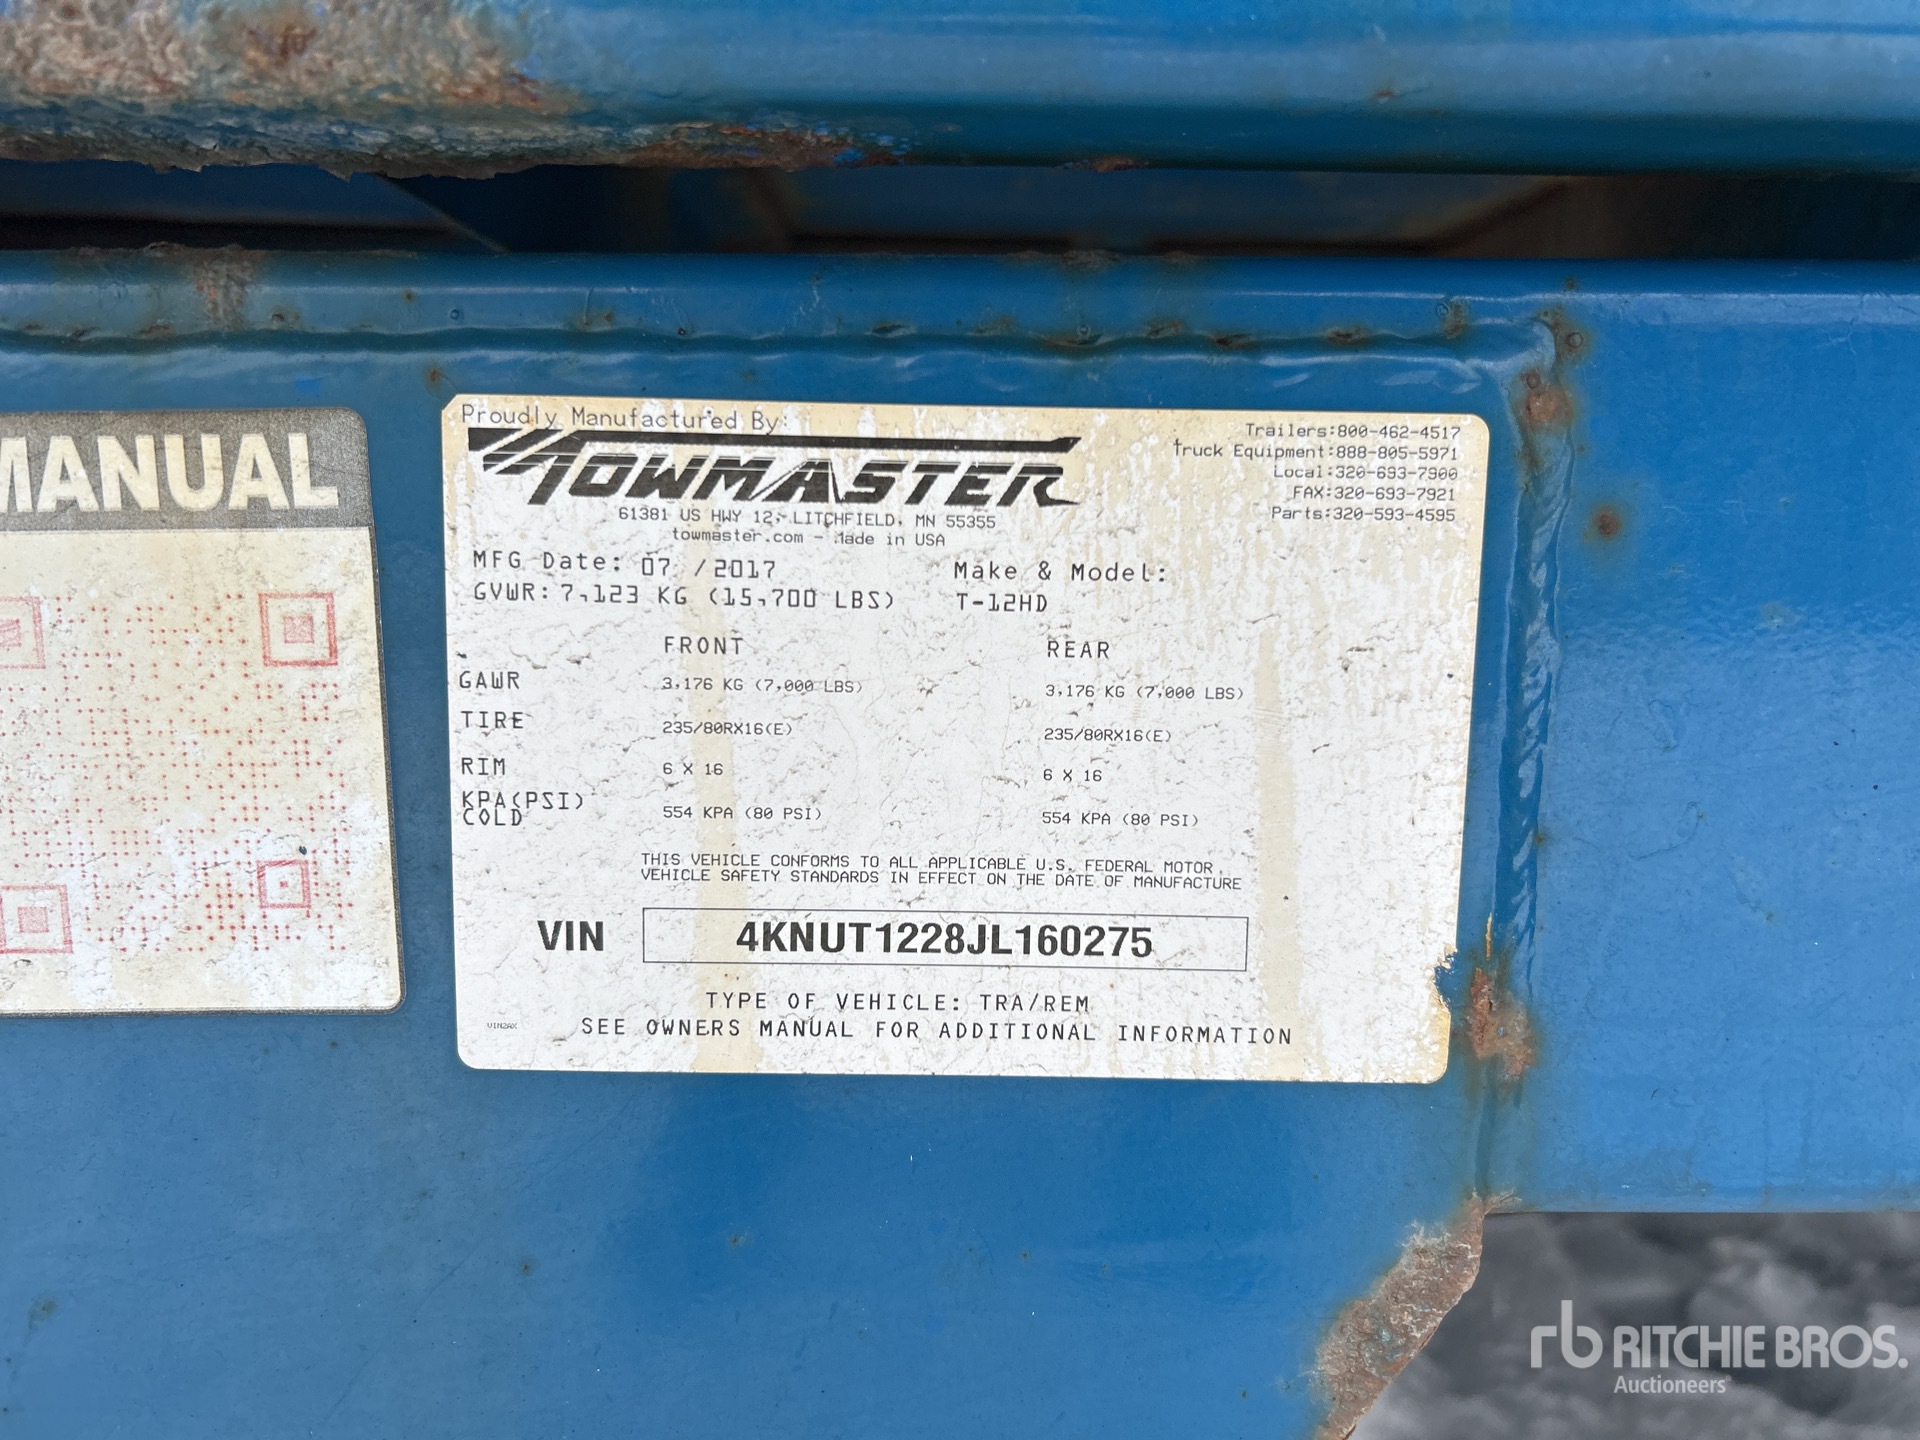 MANUAL
Proudly Manufactured By:
TOWMASTER
61381 US HWY 12, LITCHFIELD, MN 55355
towmaster.com - Made in USA
Trailers:800-462-4517
Truck Equipment:888-805-5971
Local:320-693-7900
FAX:320-693-7921
Parts:320-593-4595
MFG Date: 07 /2017
Make & Model:
GVWR: 7,123 KG (15,700 LBS)
T-12HD
FRONT REAR
GAWR 3,176 KG (7,000 LBS) 3,176 KG (7,000 LBS)
TIRE 235/80RX16(E) 235/80RX16(E)
RIM 6 X 16 6 X 16
KPA(PSI)
COLD 554 KPA (80 PSI) 554 KPA (80 PSI)
THIS VEHICLE CONFORMS TO ALL APPLICABLE U.S. FEDERAL MOTOR
VEHICLE SAFETY STANDARDS IN EFFECT ON THE DATE OF MANUFACTURE
VIN 4KNUT1228JL160275
TYPE OF VEHICLE: TRA/REM
VIN2AX
SEE OWNERS MANUAL FOR ADDITIONAL INFORMATION
rb RITCHIE BROS.
Auctioneers